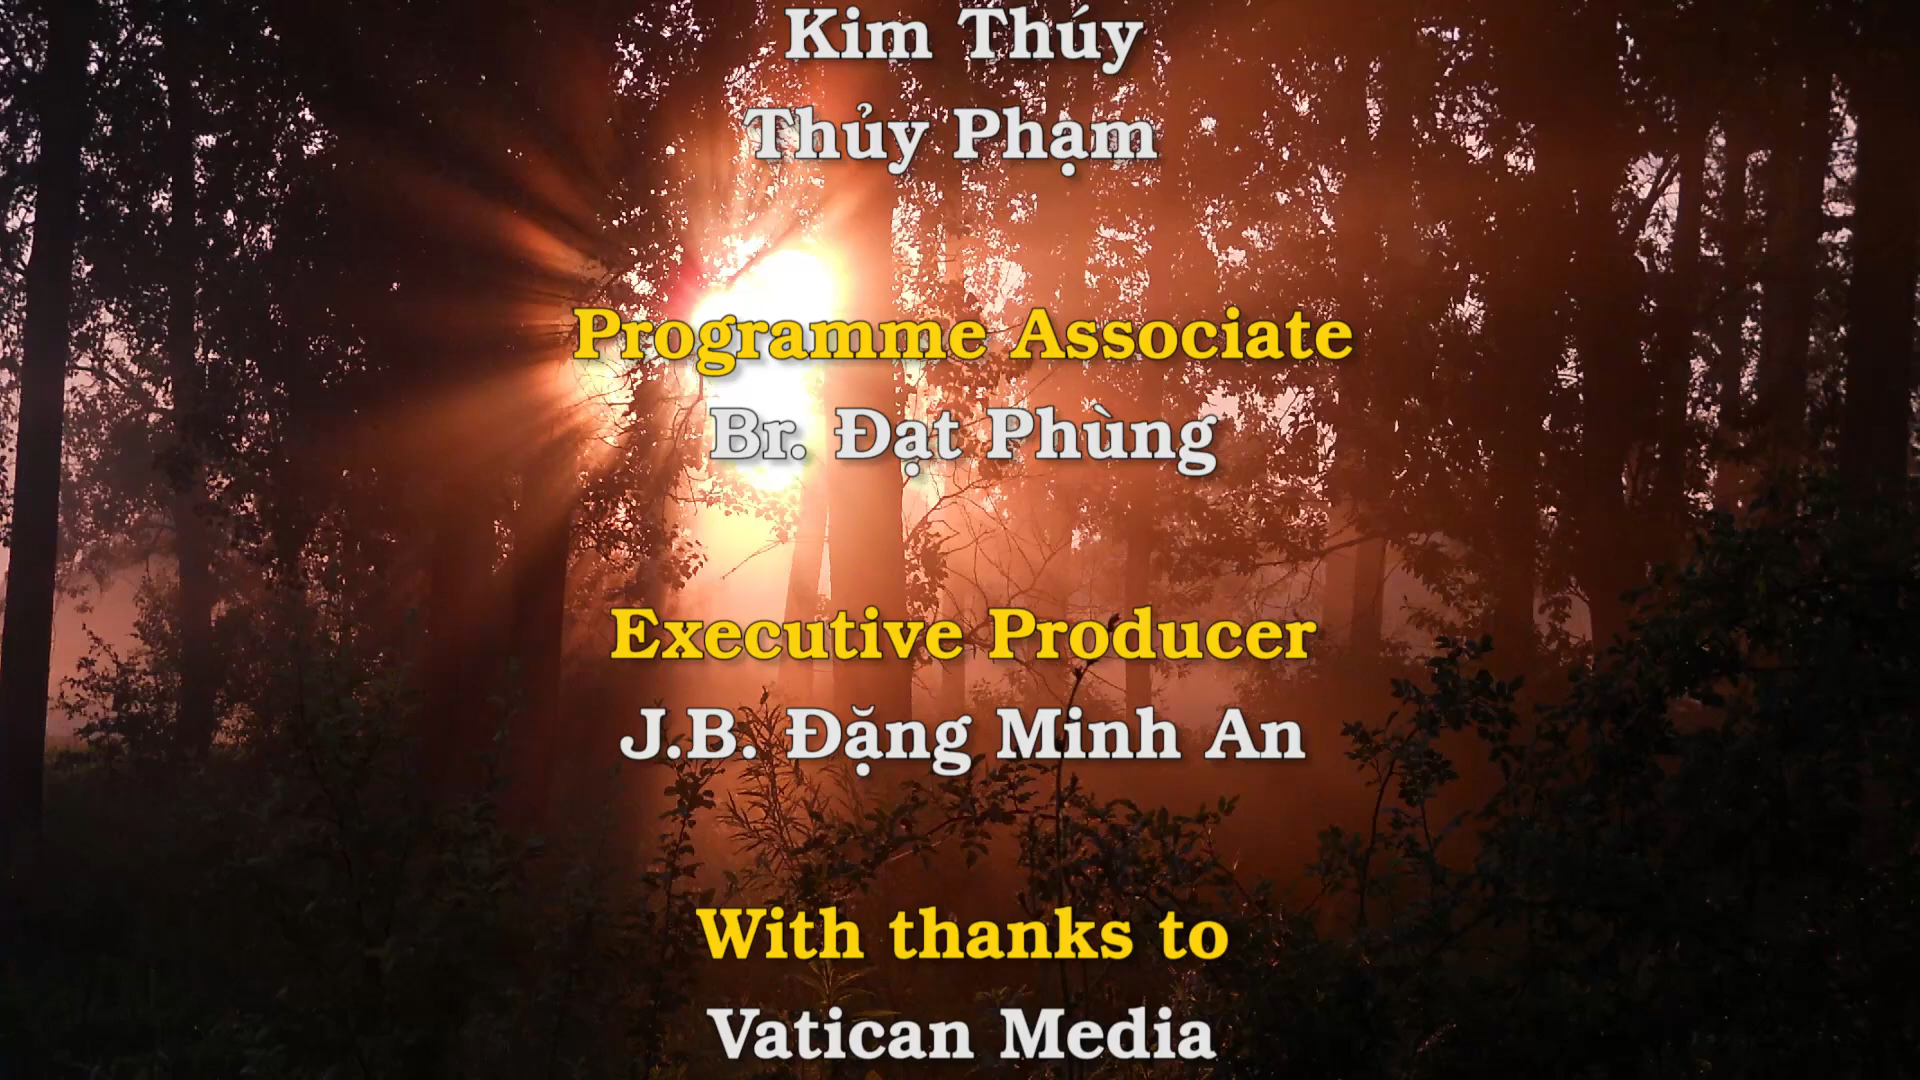 Kim Thúy
Thủy Phạm
Programme Associate
Br. Đạt Phùng
Executive Producer
J.B. Đặng Minh An
With thanks to
Vatican Media